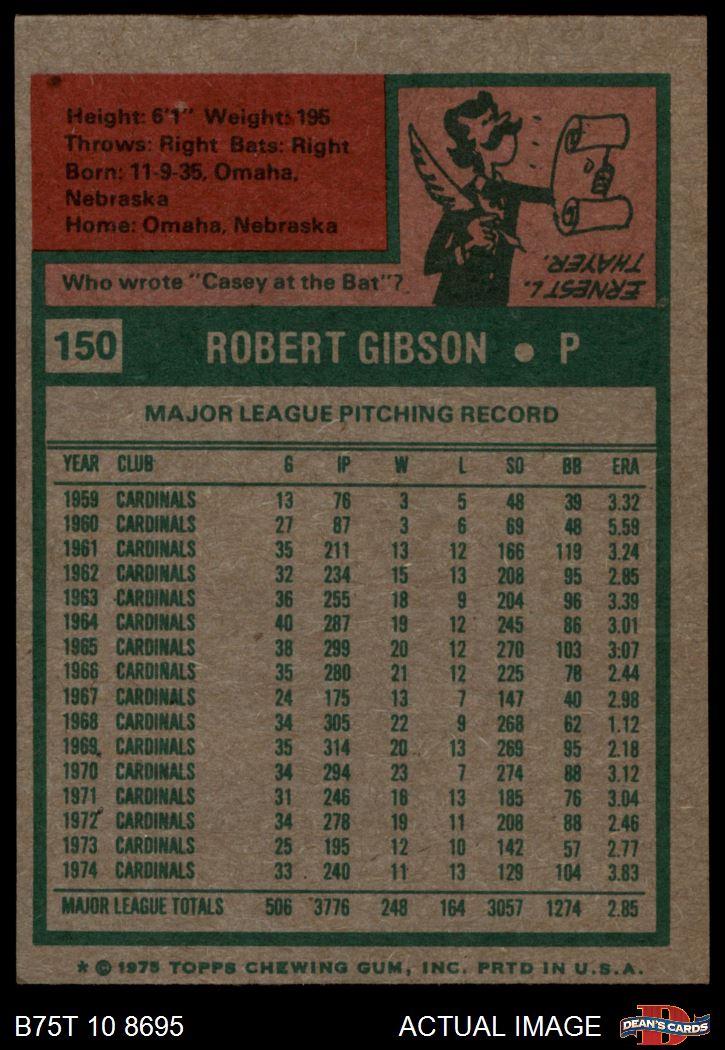 Height: 6'1" Weight: 195
Throws: Right Bats: Right
Born: 11-9-35, Omaha,
Nebraska
Home: Omaha, Nebraska
Who wrote "Casey at the Bat"?
ERNEST L.
THAYER.
150 ROBERT GIBSON • P
MAJOR LEAGUE PITCHING RECORD
YEAR CLUB G IP W L SO BB ERA
1959 CARDINALS 13 76 3 5 48 39 3.32
1960 CARDINALS 27 87 3 6 69 48 5.59
1961 CARDINALS 35 211 13 12 166 119 3.24
1962 CARDINALS 32 234 15 13 208 95 2.85
1963 CARDINALS 36 255 18 9 204 96 3.39
1964 CARDINALS 40 287 19 12 245 86 3.01
1965 CARDINALS 38 299 20 12 270 103 3.07
1966 CARDINALS 35 280 21 12 225 78 2.44
1967 CARDINALS 24 175 13 7 147 40 2.98
1968 CARDINALS 34 305 22 9 268 62 1.12
1969 CARDINALS 35 314 20 13 269 95 2.18
1970 CARDINALS 34 294 23 7 274 88 3.12
1971 CARDINALS 31 246 16 13 185 76 3.04
1972 CARDINALS 34 278 19 11 208 88 2.46
1973 CARDINALS 25 195 12 10 142 57 2.77
1974 CARDINALS 33 240 11 13 129 104 3.83
MAJOR LEAGUE TOTALS 506 3776 248 164 3057 1274 2.85
* © 1975 TOPPS CHEWING GUM, INC. PRTD IN U.S.A.
B75T 10 8695 ACTUAL IMAGE
D
DEAN'S CARDS